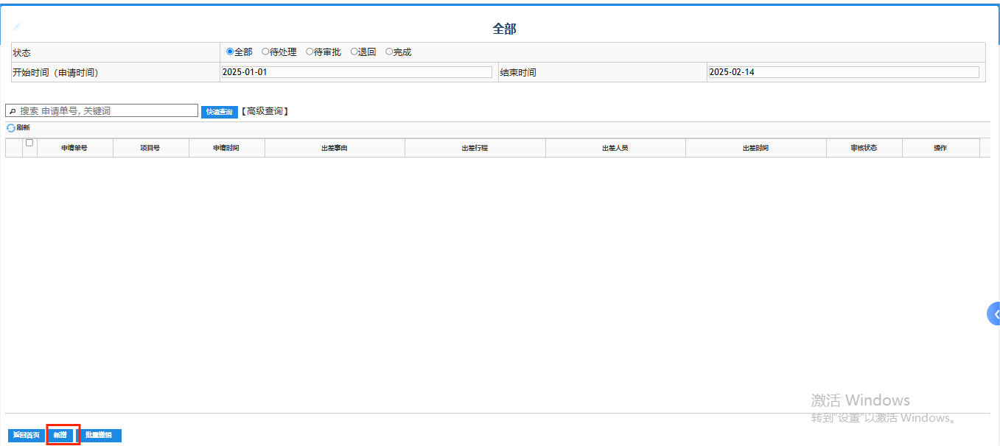 全部
状态 全部 待处理 待审批 退回 完成
开始时间（申请时间） 2025-01-01 结束时间 2025-02-14
搜索 申请单号, 关键词 快速查询 【高级查询】
刷新
申请单号 项目号 申请时间 出差事由 出差行程 出差人员 出差时间 审核状态 操作
激活 Windows
转到"设置"以激活 Windows。
返回首页 新增 批量撤销